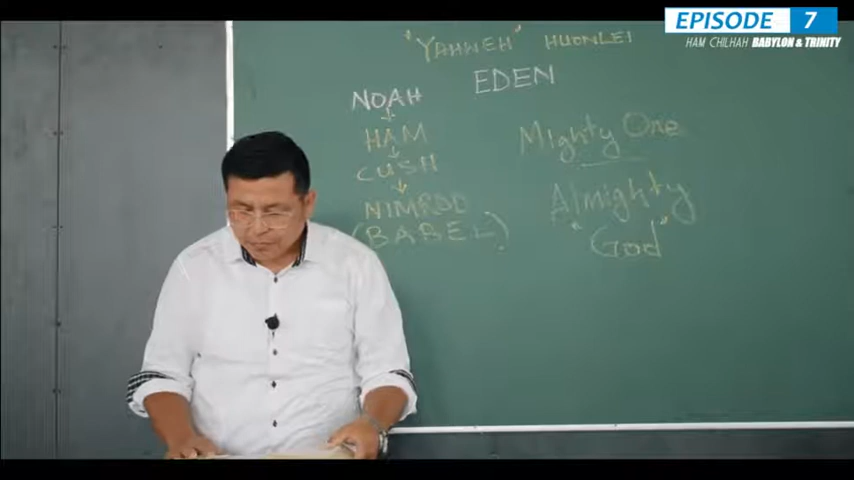 EPISODE 7
HAM CHILHAH BABYLON & TRINITY
"YAHWEH" HUONLEI
EDEN
NOAH
HAM
CUSH
NIMROD
(BABEL)
Mighty One
Almighty
"God"